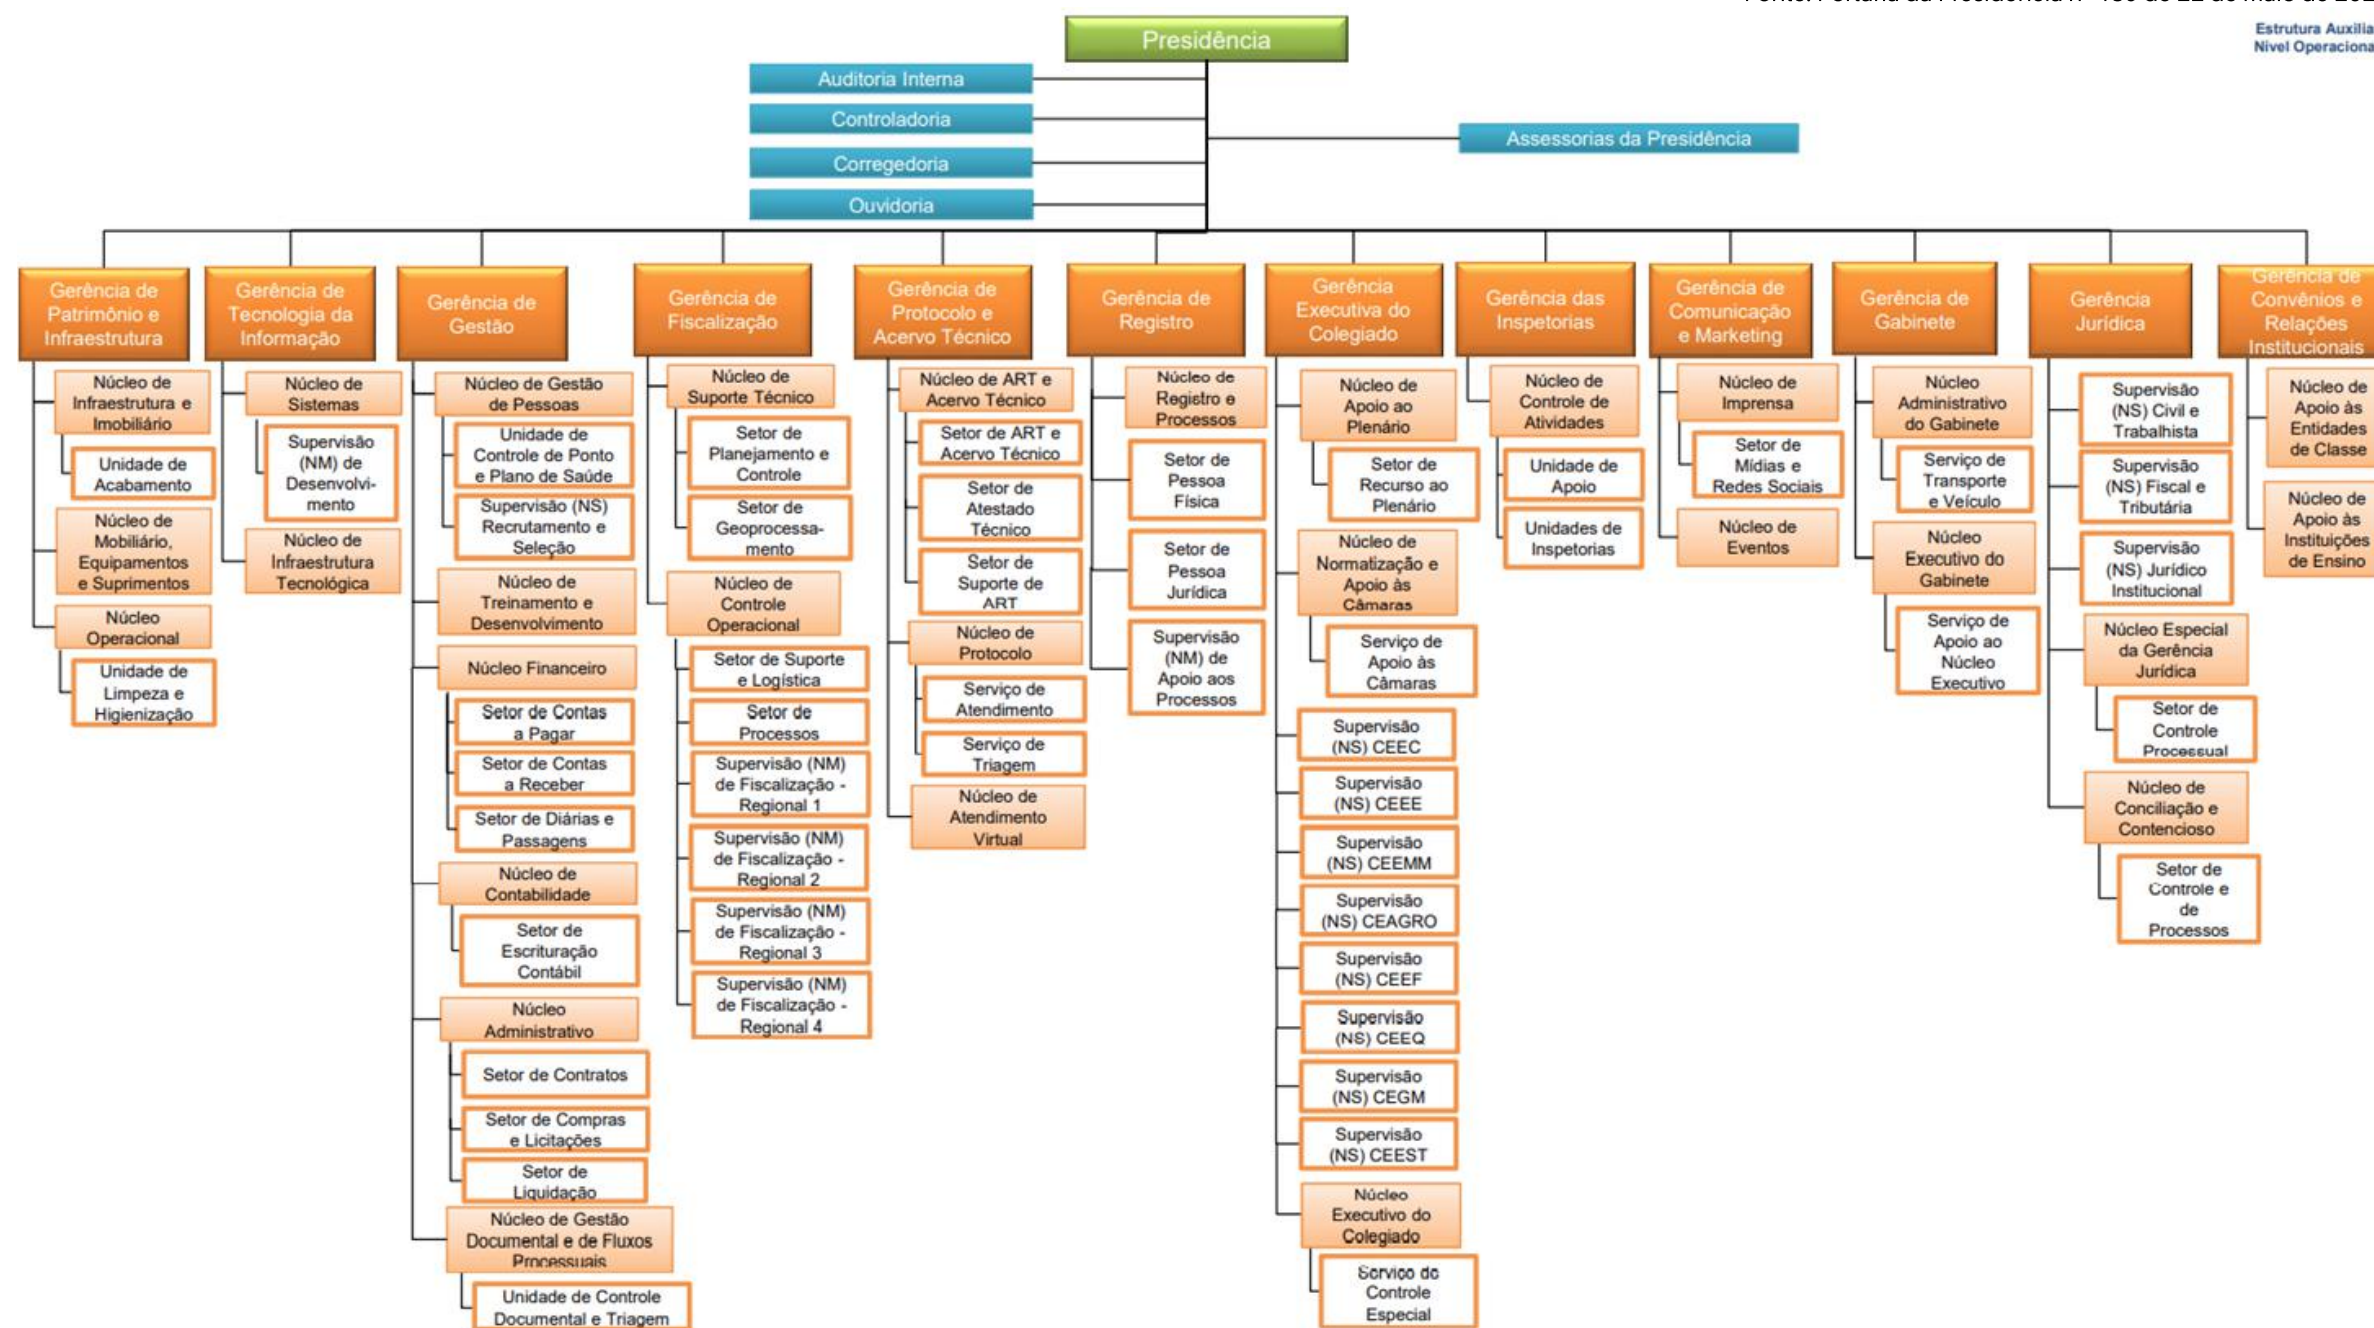 Estrutura Auxilia
Nivel Operaciona
Presidência
Auditoria Interna
Controladoria
Corregedoria
Ouvidoria
Assessorias da Presidência
Gerência de
Patrimônio e
Infraestrutura
Núcleo de
Infraestrutura e
Imobiliário
Unidade de
Acabamento
Núcleo de
Mobiliário,
Equipamentos
e Suprimentos
Núcleo
Operacional
Unidade de
Limpeza e
Higienização
Gerência de
Tecnologia da
Informação
Núcleo de
Sistemas
Supervisão
(NM) de
Desenvolvi-
mento
Núcleo de
Infraestrutura
Tecnológica
Gerência de
Gestão
Núcleo de Gestão
de Pessoas
Unidade de
Controle de Ponto
e Plano de Saúde
Supervisão (NS)
Recrutamento e
Seleção
Núcleo de
Treinamento e
Desenvolvimento
Núcleo Financeiro
Setor de Contas
a Pagar
Setor de Contas
a Receber
Setor de Diárias e
Passagens
Núcleo de
Contabilidade
Setor de
Escrituração
Contábil
Núcleo
Administrativo
Setor de Contratos
Setor de Compras
e Licitações
Setor de
Liquidação
Núcleo de Gestão
Documental e de Fluxos
Processuais
Unidade de Controle
Documental e Triagem
Gerência de
Fiscalização
Núcleo de
Suporte Técnico
Setor de
Planejamento e
Controle
Setor de
Geoprocessa-
mento
Núcleo de
Controle
Operacional
Setor de Suporte
e Logística
Setor de
Processos
Supervisão (NM)
de Fiscalização -
Regional 1
Supervisão (NM)
de Fiscalização -
Regional 2
Supervisão (NM)
de Fiscalização -
Regional 3
Supervisão (NM)
de Fiscalização -
Regional 4
Gerência de
Protocolo e
Acervo Técnico
Núcleo de ART e
Acervo Técnico
Setor de ART e
Acervo Técnico
Setor de
Atestado
Técnico
Setor de
Suporte de
ART
Núcleo de
Protocolo
Serviço de
Atendimento
Serviço de
Triagem
Núcleo de
Atendimento
Virtual
Gerência de
Registro
Núcleo de
Registro e
Processos
Setor de
Pessoa
Física
Setor de
Pessoa
Jurídica
Supervisão
(NM) de
Apoio aos
Processos
Gerência
Executiva do
Colegiado
Núcleo de
Apoio ao
Plenário
Setor de
Recurso ao
Plenário
Núcleo de
Normatização e
Apoio às
Câmaras
Serviço de
Apoio às
Câmaras
Supervisão
(NS) CEEC
Supervisão
(NS) CEEE
Supervisão
(NS) CEEMM
Supervisão
(NS) CEAGRO
Supervisão
(NS) CEEF
Supervisão
(NS) CEEQ
Supervisão
(NS) CEGM
Supervisão
(NS) CEEST
Núcleo
Executivo do
Colegiado
Serviço de
Controle
Especial
Gerência das
Inspetorias
Núcleo de
Controle de
Atividades
Unidade de
Apoio
Unidades de
Inspetorias
Gerência de
Comunicação
e Marketing
Núcleo de
Imprensa
Setor de
Mídias e
Redes Sociais
Núcleo de
Eventos
Gerência de
Gabinete
Núcleo
Administrativo
do Gabinete
Serviço de
Transporte
e Veículo
Núcleo
Executivo do
Gabinete
Serviço de
Apoio ao
Núcleo
Executivo
Gerência
Jurídica
Supervisão
(NS) Civil e
Trabalhista
Supervisão
(NS) Fiscal e
Tributária
Supervisão
(NS) Jurídico
Institucional
Núcleo Especial
da Gerência
Jurídica
Setor de
Controle
Processual
Núcleo de
Conciliação e
Contencioso
Setor de
Controle e
de
Processos
Gerência de
Convênios e
Relações
Institucionais
Núcleo de
Apoio às
Entidades
de Classe
Núcleo de
Apoio às
Instituições
de Ensino